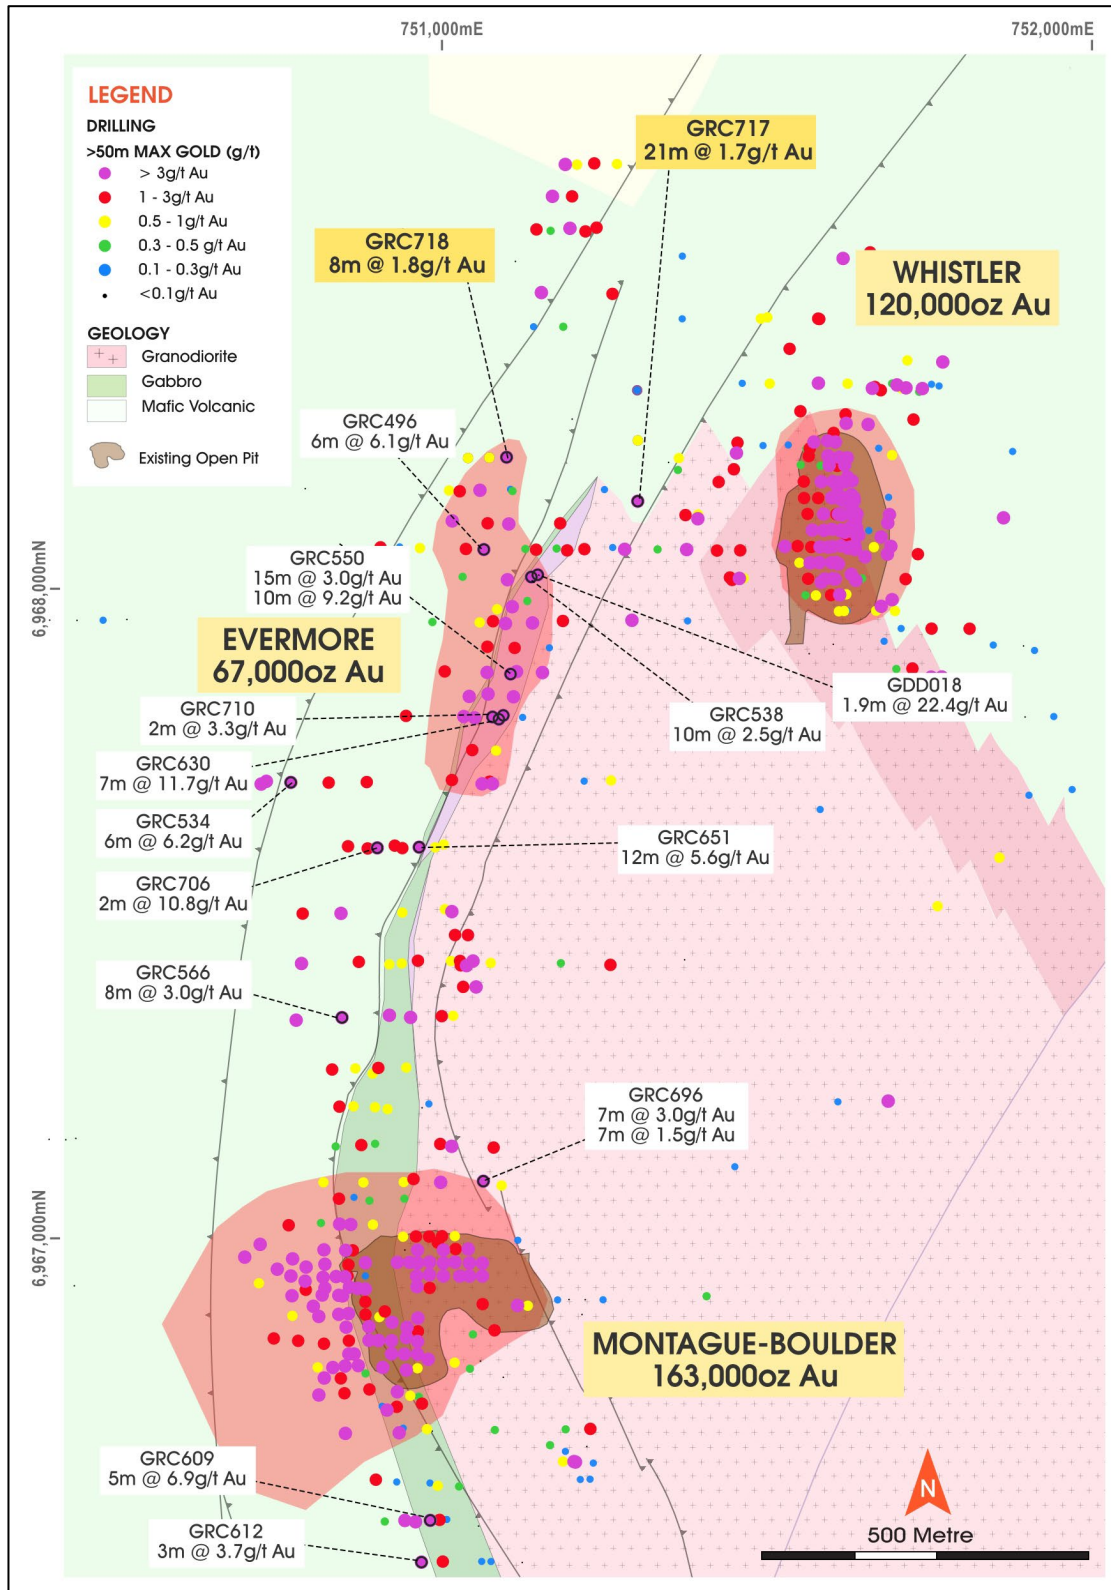 751,000mE
752,000mE
LEGEND
DRILLING
>50m MAX GOLD (g/t)
> 3g/t Au
1 - 3g/t Au
0.5 - 1g/t Au
0.3 - 0.5 g/t Au
0.1 - 0.3g/t Au
<0.1g/t Au
GEOLOGY
Granodiorite
Gabbro
Mafic Volcanic
Existing Open Pit
GRC717
21m @ 1.7g/t Au
GRC718
8m @ 1.8g/t Au
WHISTLER
120,000oz Au
GRC496
6m @ 6.1g/t Au
GRC550
15m @ 3.0g/t Au
10m @ 9.2g/t Au
6,968,000mN
EVERMORE
67,000oz Au
GDD018
1.9m @ 22.4g/t Au
GRC710
2m @ 3.3g/t Au
GRC538
10m @ 2.5g/t Au
GRC630
7m @ 11.7g/t Au
GRC534
6m @ 6.2g/t Au
GRC651
12m @ 5.6g/t Au
GRC706
2m @ 10.8g/t Au
GRC566
8m @ 3.0g/t Au
GRC696
7m @ 3.0g/t Au
7m @ 1.5g/t Au
6,967,000mN
MONTAGUE-BOULDER
163,000oz Au
GRC609
5m @ 6.9g/t Au
GRC612
3m @ 3.7g/t Au
N
500 Metre